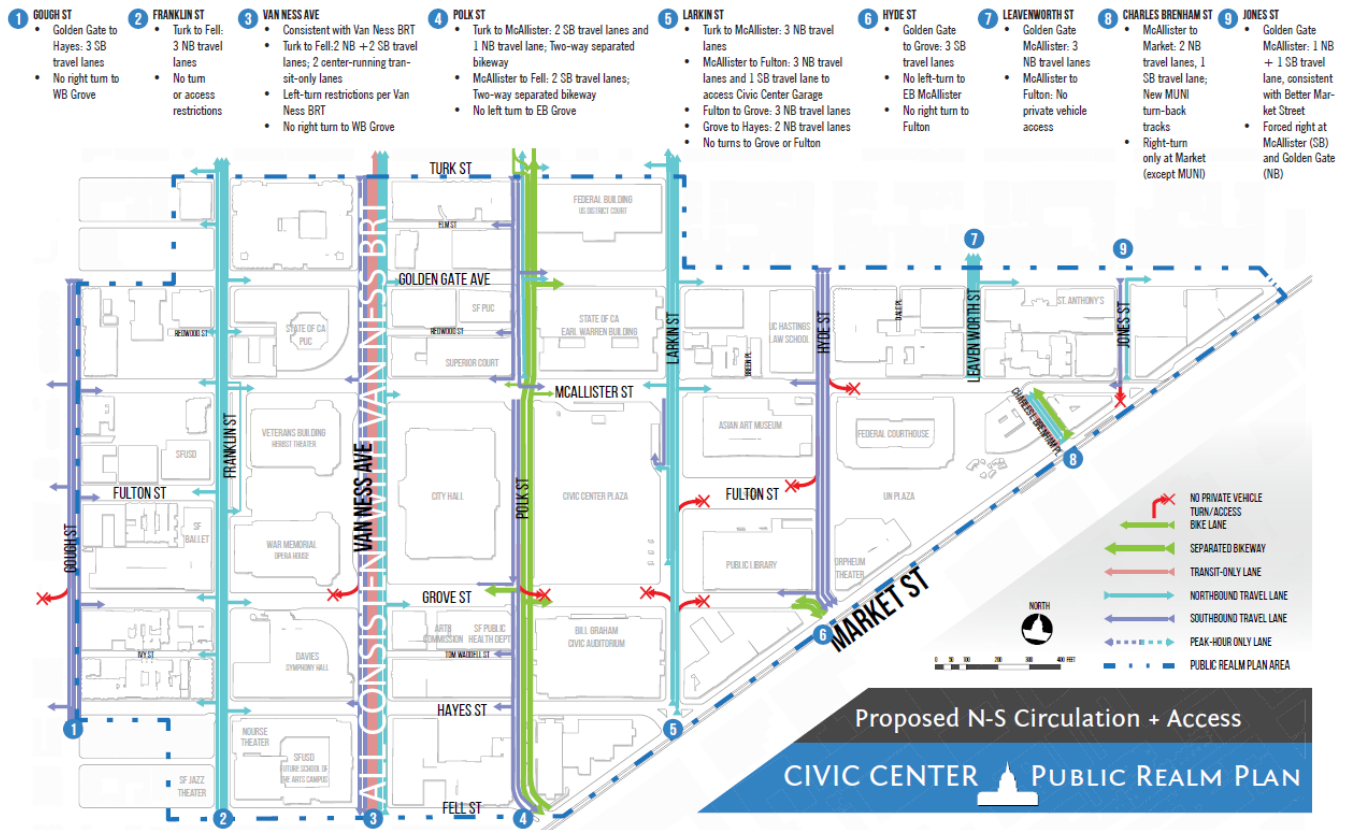 1 GOUGH ST
• Golden Gate to
Hayes: 3 SB
travel lanes
• No right turn to
WB Grove
2 FRANKLIN ST
• Turk to Fell:
3 NB travel
lanes
• No turn
or access
restrictions
3 VAN NESS AVE
• Consistent with Van Ness BRT
• Turk to Fell:2 NB +2 SB travel
lanes; 2 center-running tran-
sit-only lanes
• Left-turn restrictions per Van
Ness BRT
• No right turn to WB Grove
4 POLK ST
• Turk to McAllister: 2 SB travel lanes and
1 NB travel lane; Two-way separated
bikeway
• McAllister to Fell: 2 SB travel lanes;
Two-way separated bikeway
• No left turn to EB Grove
5 LARKIN ST
• Turk to McAllister: 3 NB travel
lanes
• McAllister to Fulton: 3 NB travel
lanes and 1 SB travel lane to
access Civic Center Garage
• Fulton to Grove: 3 NB travel lanes
• Grove to Hayes: 2 NB travel lanes
• No turns to Grove or Fulton
6 HYDE ST
• Golden Gate
to Grove: 3 SB
travel lanes
• No left-turn to
EB McAllister
• No right turn to
Fulton
7 LEAVENWORTH ST
• Golden Gate
McAllister: 3
NB travel lanes
• McAllister to
Fulton: No
private vehicle
access
8 CHARLES BRENHAM ST
• McAllister to
Market: 2 NB
travel lanes, 1
SB travel lane;
New MUNI
turn-back
tracks
• Right-turn
only at Market
(except MUNI)
9 JONES ST
• Golden Gate
McAllister: 1 NB
+ 1 SB travel
lane, consistent
with Better Mar-
ket Street
• Forced right at
McAllister (SB)
and Golden Gate
(NB)
TURK ST
FEDERAL BUILDING
US DISTRICT COURT
ELM ST
7
9
GOLDEN GATE AVE
SF PUC
STATE OF CA
EARL WARREN BUILDING
UC HASTINGS
LAW SCHOOL
ST. ANTHONY'S
REDWOOD ST
STATE OF CA
PUC
REDWOOD ST
SUPERIOR COURT
LARKIN ST
HYDE ST
LEAVENWORTH ST
JONES ST
MCALLISTER ST
VETERANS BUILDING
HERBST THEATER
FRANKLIN ST
SFUSD
ASIAN ART MUSEUM
FEDERAL COURTHOUSE
8
VAN NESS AVE
CITY HALL
POLK ST
CIVIC CENTER PLAZA
FULTON ST
FULTON ST
UN PLAZA
GOUGH ST
SF
BALLET
WAR MEMORIAL
OPERA HOUSE
PUBLIC LIBRARY
ORPHEUM
THEATER
GROVE ST
ARTS
COMMISSION
SF PUBLIC
HEALTH DEPT
BILL GRAHAM
CIVIC AUDITORIUM
MARKET ST
6
IVY ST
DAVIES
SYMPHONY HALL
TOM WADDELL ST
HAYES ST
1
5
NOURSE
THEATER
SFUSD
FUTURE SCHOOL OF
THE ARTS CAMPUS
SF JAZZ
THEATER
FELL ST
2
3
4
NO PRIVATE VEHICLE
TURN/ACCESS
BIKE LANE
SEPARATED BIKEWAY
TRANSIT-ONLY LANE
NORTHBOUND TRAVEL LANE
SOUTHBOUND TRAVEL LANE
PEAK-HOUR ONLY LANE
PUBLIC REALM PLAN AREA
NORTH
0 50 100 200 300 400 FEET
Proposed N-S Circulation + Access
CIVIC CENTER PUBLIC REALM PLAN